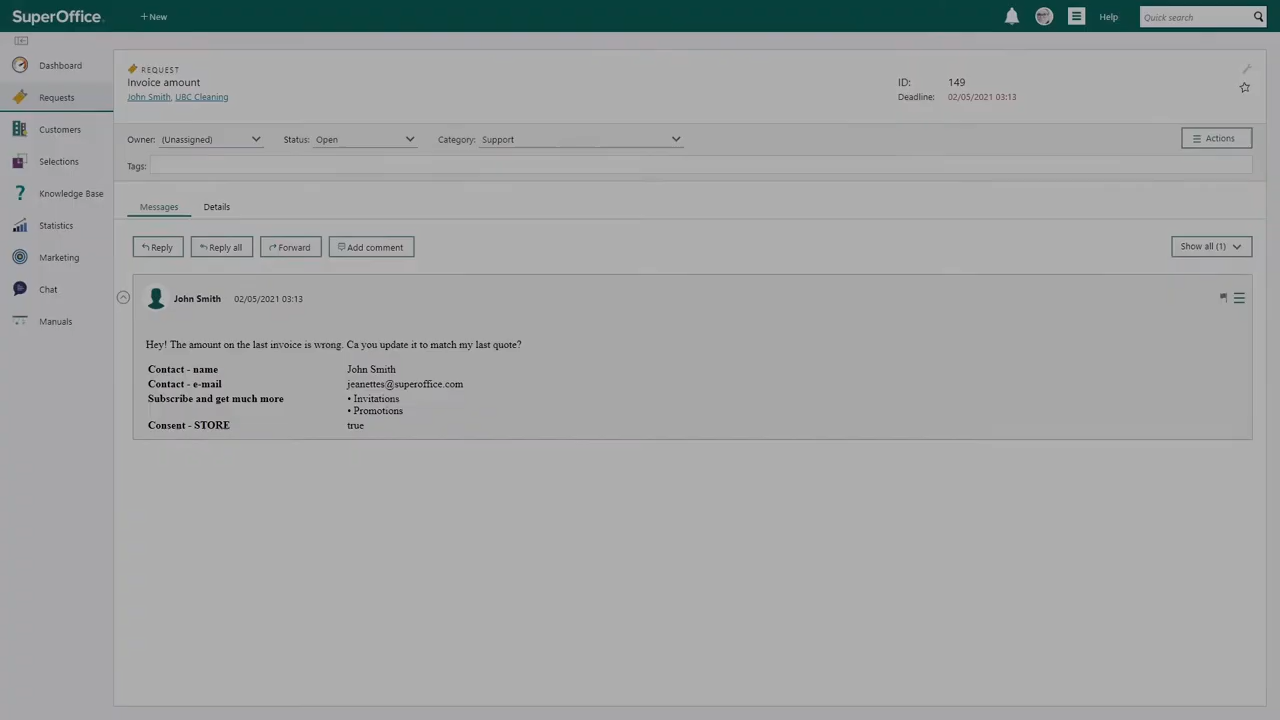 SuperOffice
+New
Help
Quick search
Dashboard
Requests
Customers
Selections
Knowledge Base
Statistics
Marketing
Chat
Manuals
REQUEST
Invoice amount
John Smith, UBC Cleaning
ID: 149
Deadline: 02/05/2021 03:13
Owner: (Unassigned) Status: Open Category: Support
Actions
Tags:
Messages Details
Reply Reply all Forward Add comment Show all (1)
John Smith 02/05/2021 03:13
Hey! The amount on the last invoice is wrong. Ca you update it to match my last quote?
Contact - name John Smith
Contact - e-mail jeanettes@superoffice.com
Subscribe and get much more • Invitations
• Promotions
Consent - STORE true